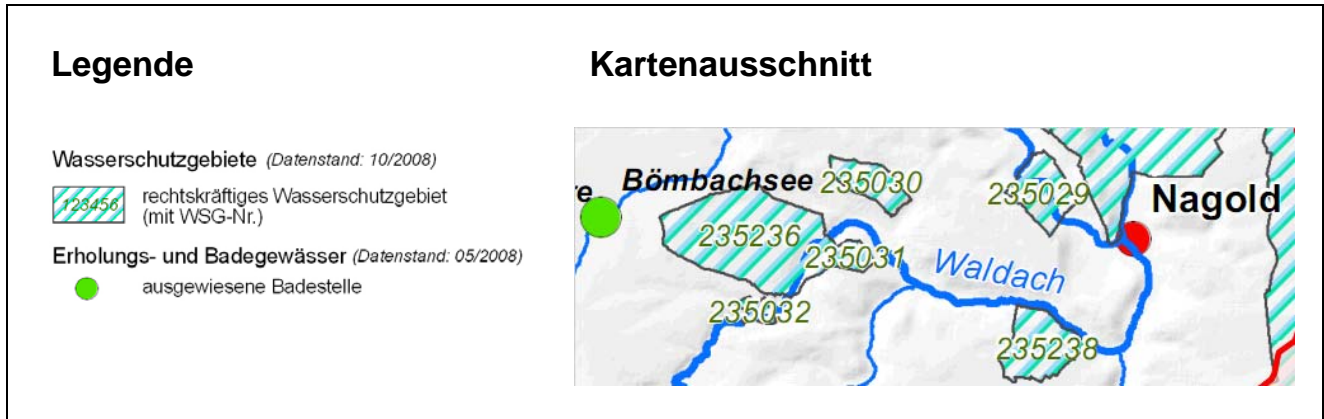 Legende
Kartenausschnitt
Wasserschutzgebiete (Datenstand: 10/2008)
123456 rechtskräftiges Wasserschutzgebiet
(mit WSG-Nr.)
Erholungs- und Badegewässer (Datenstand: 05/2008)
ausgewiesene Badestelle
e Bömbachsee 235030
235029 Nagold
235236
235031
Waldach
235032
235238